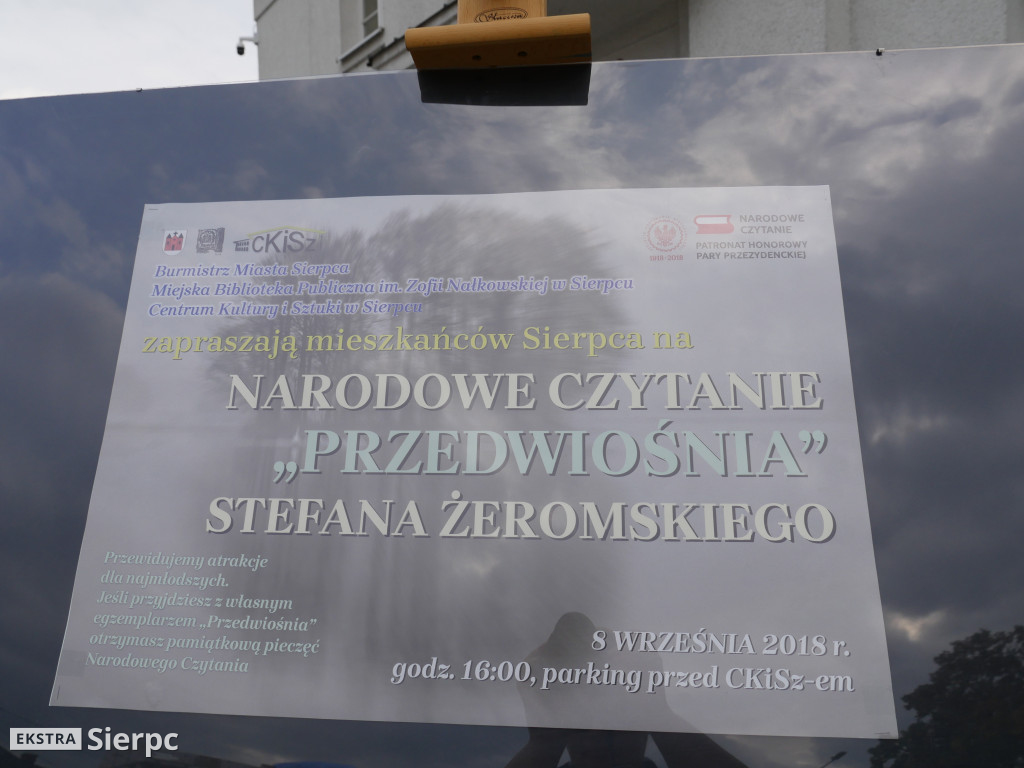 cKiSz
1918-2018
NARODOWE
CZYTANIE
PATRONAT HONOROWY
PARY PREZYDENCKIEJ
Burmistrz Miasta Sierpca
Miejska Biblioteka Publiczna im. Zofii Nałkowskiej w Sierpcu
Centrum Kultury i Sztuki w Sierpcu
zapraszają mieszkańców Sierpca na
NARODOWE CZYTANIE
„PRZEDWIOŚNIA”
STEFANA ŻEROMSKIEGO
Przewidujemy atrakcje
dla najmłodszych.
Jeśli przyjdziesz z własnym
egzemplarzem „Przedwiośnia”
otrzymasz pamiątkową pieczęć
Narodowego Czytania
8 WRZEŚNIA 2018 r.
godz. 16:00, parking przed CKiSz-em
EKSTRA Sierpc